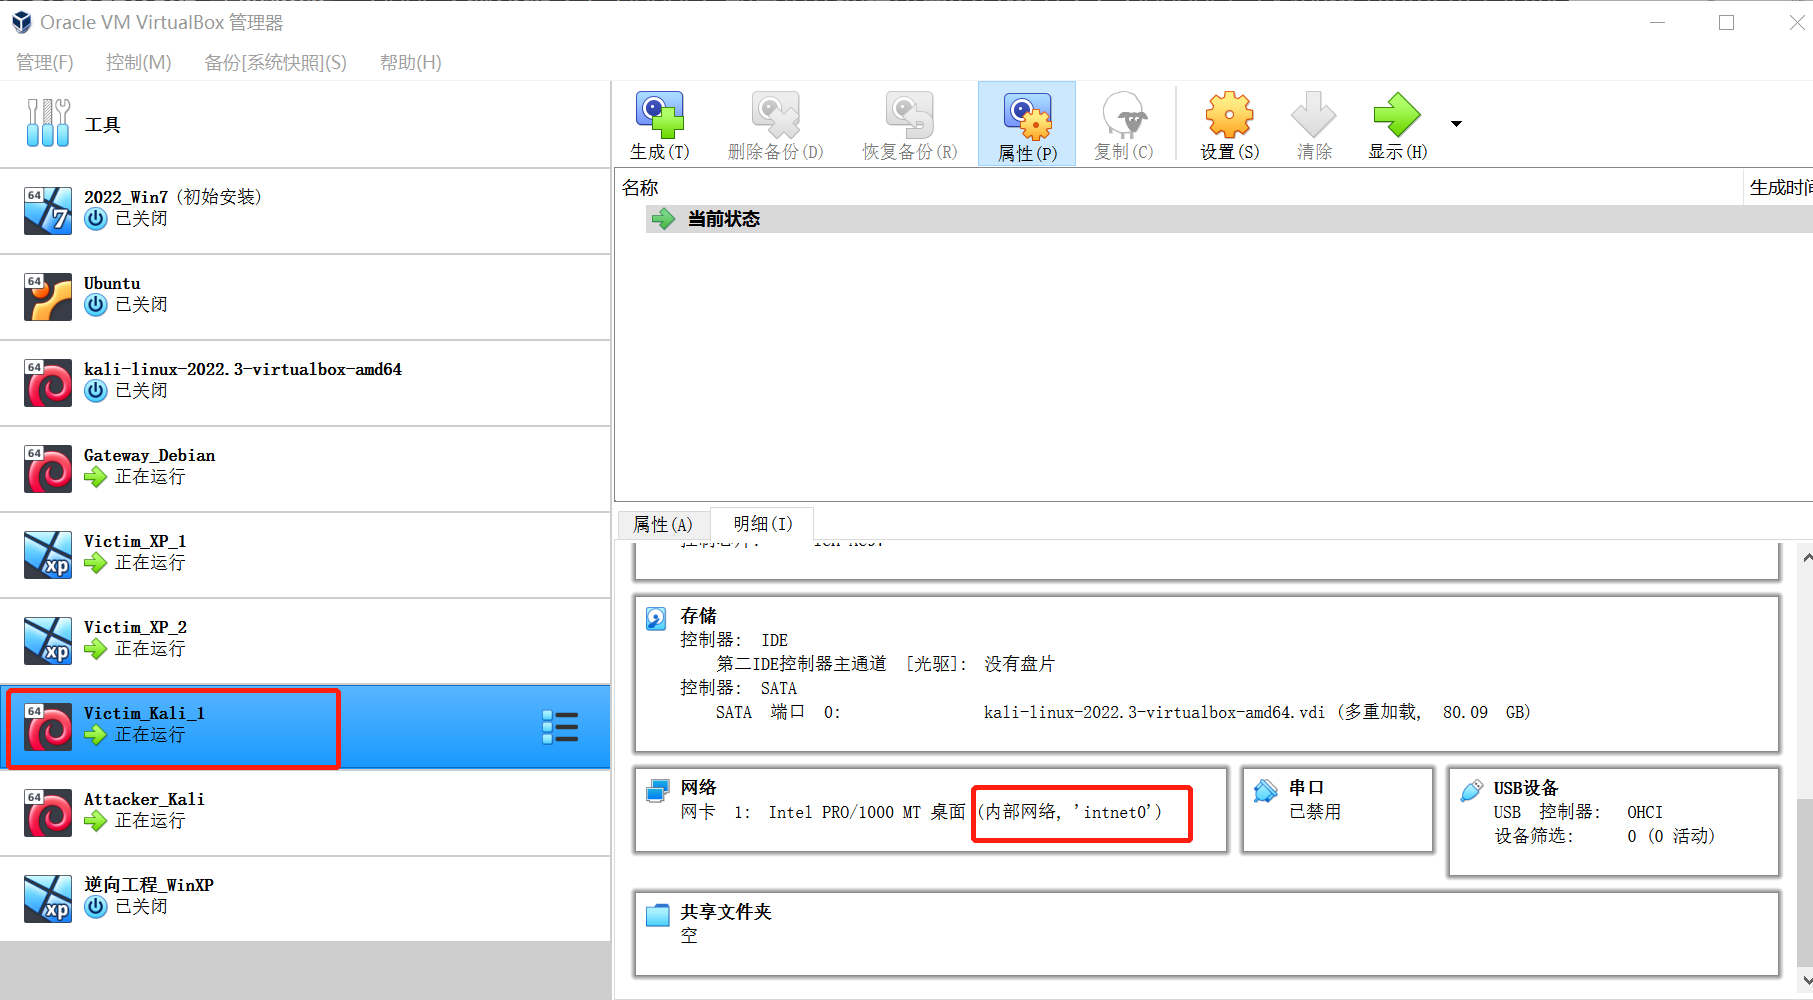 Oracle VM VirtualBox 管理器
管理(F) 控制(M) 备份[系统快照](S) 帮助(H)
工具
64
2022_Win7 (初始安装)
已关闭
64
Ubuntu
已关闭
64
kali-linux-2022.3-virtualbox-amd64
已关闭
64
Gateway_Debian
正在运行
xp
Victim_XP_1
正在运行
xp
Victim_XP_2
正在运行
64
Victim_Kali_1
正在运行
64
Attacker_Kali
正在运行
xp
逆向工程_WinXP
已关闭
生成(T) 删除备份(D) 恢复备份(R) 属性(P) 复制(C) 设置(S) 清除 显示(H)
名称 生成时间
当前状态
属性(A) 明细(I)
存储
控制器: IDE
第二IDE控制器主通道 [光驱]: 没有盘片
控制器: SATA
SATA 端口 0: kali-linux-2022.3-virtualbox-amd64.vdi (多重加载, 80.09 GB)
网络
网卡 1: Intel PRO/1000 MT 桌面 (内部网络, 'intnet0')
串口
已禁用
USB设备
USB 控制器: OHCI
设备筛选: 0 (0 活动)
共享文件夹
空